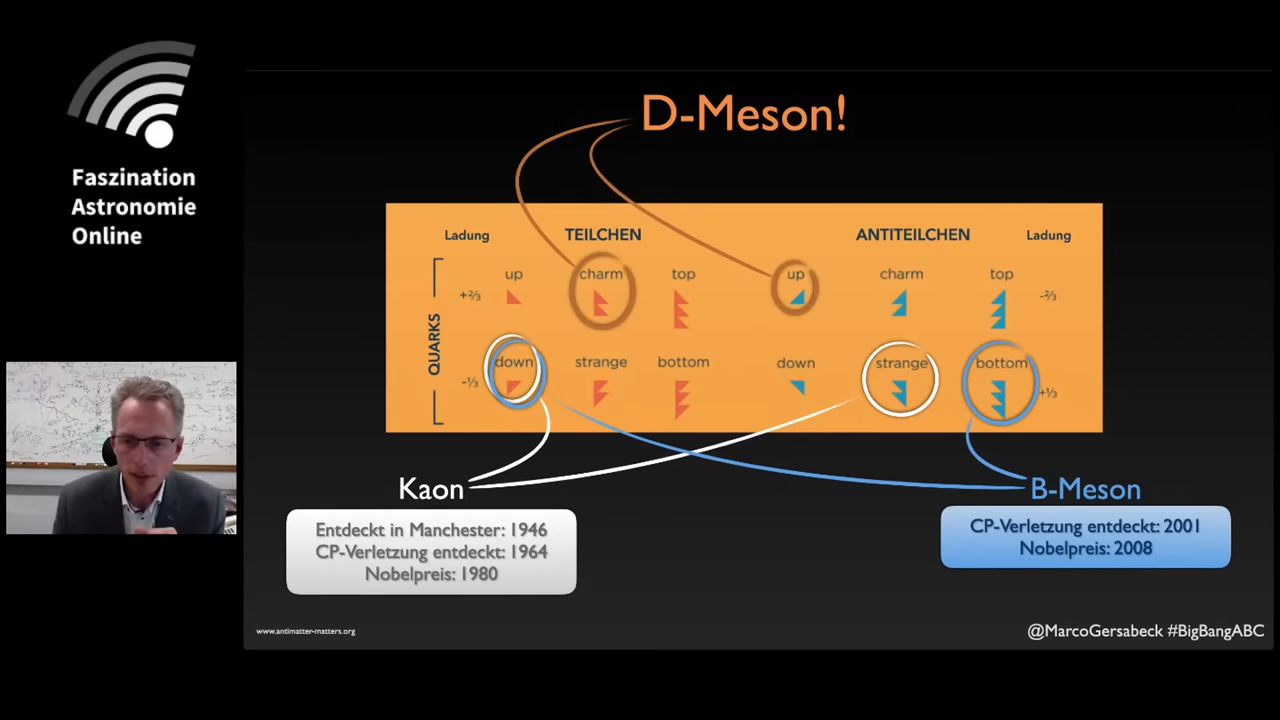 Faszination
Astronomie
Online
D-Meson!
Ladung TEILCHEN ANTITEILCHEN Ladung
up charm top up charm top
+⅔ -⅔
QUARKS
down strange bottom down strange bottom
-⅓ +⅓
Kaon
B-Meson
Entdeckt in Manchester: 1946
CP-Verletzung entdeckt: 1964
Nobelpreis: 1980
CP-Verletzung entdeckt: 2001
Nobelpreis: 2008
www.antimatter-matters.org
@MarcoGersabeck #BigBangABC